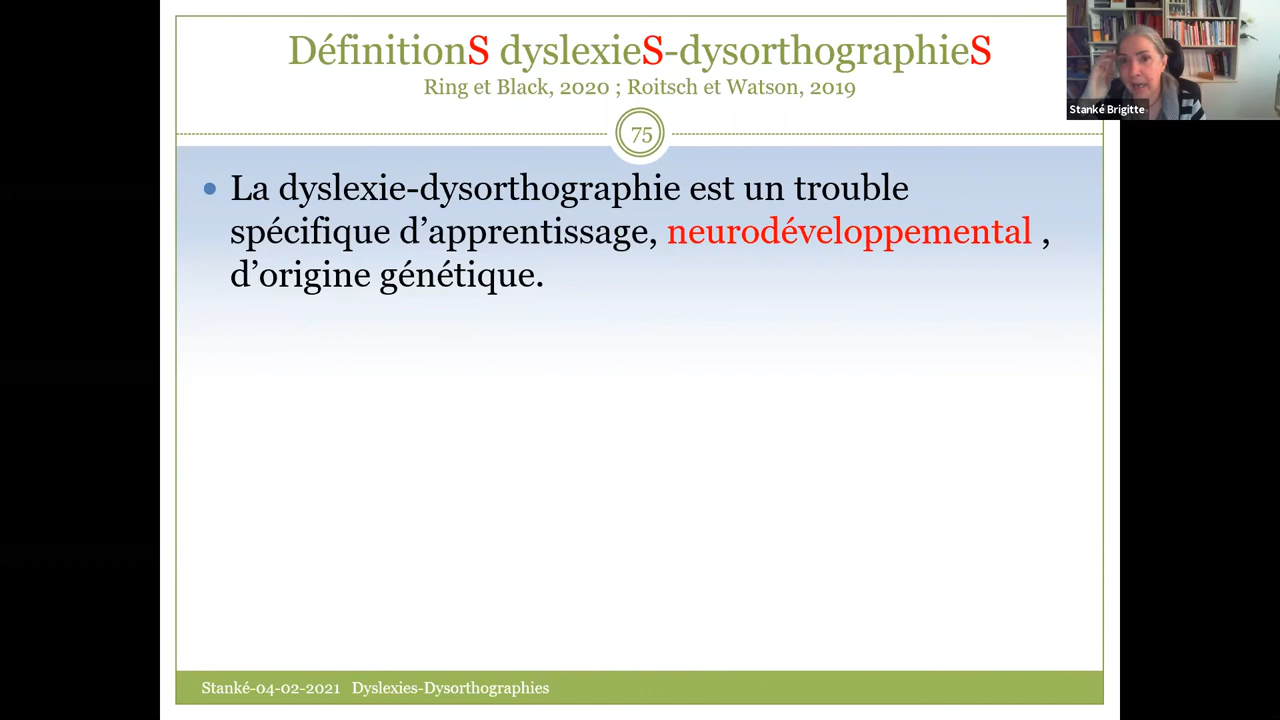 DéfinitionS dyslexieS-dysorthographieS
Ring et Black, 2020 ; Roitsch et Watson, 2019
75
• La dyslexie-dysorthographie est un trouble
spécifique d’apprentissage, neurodéveloppemental ,
d’origine génétique.
Stanké-04-02-2021 Dyslexies-Dysorthographies
Stanké Brigitte